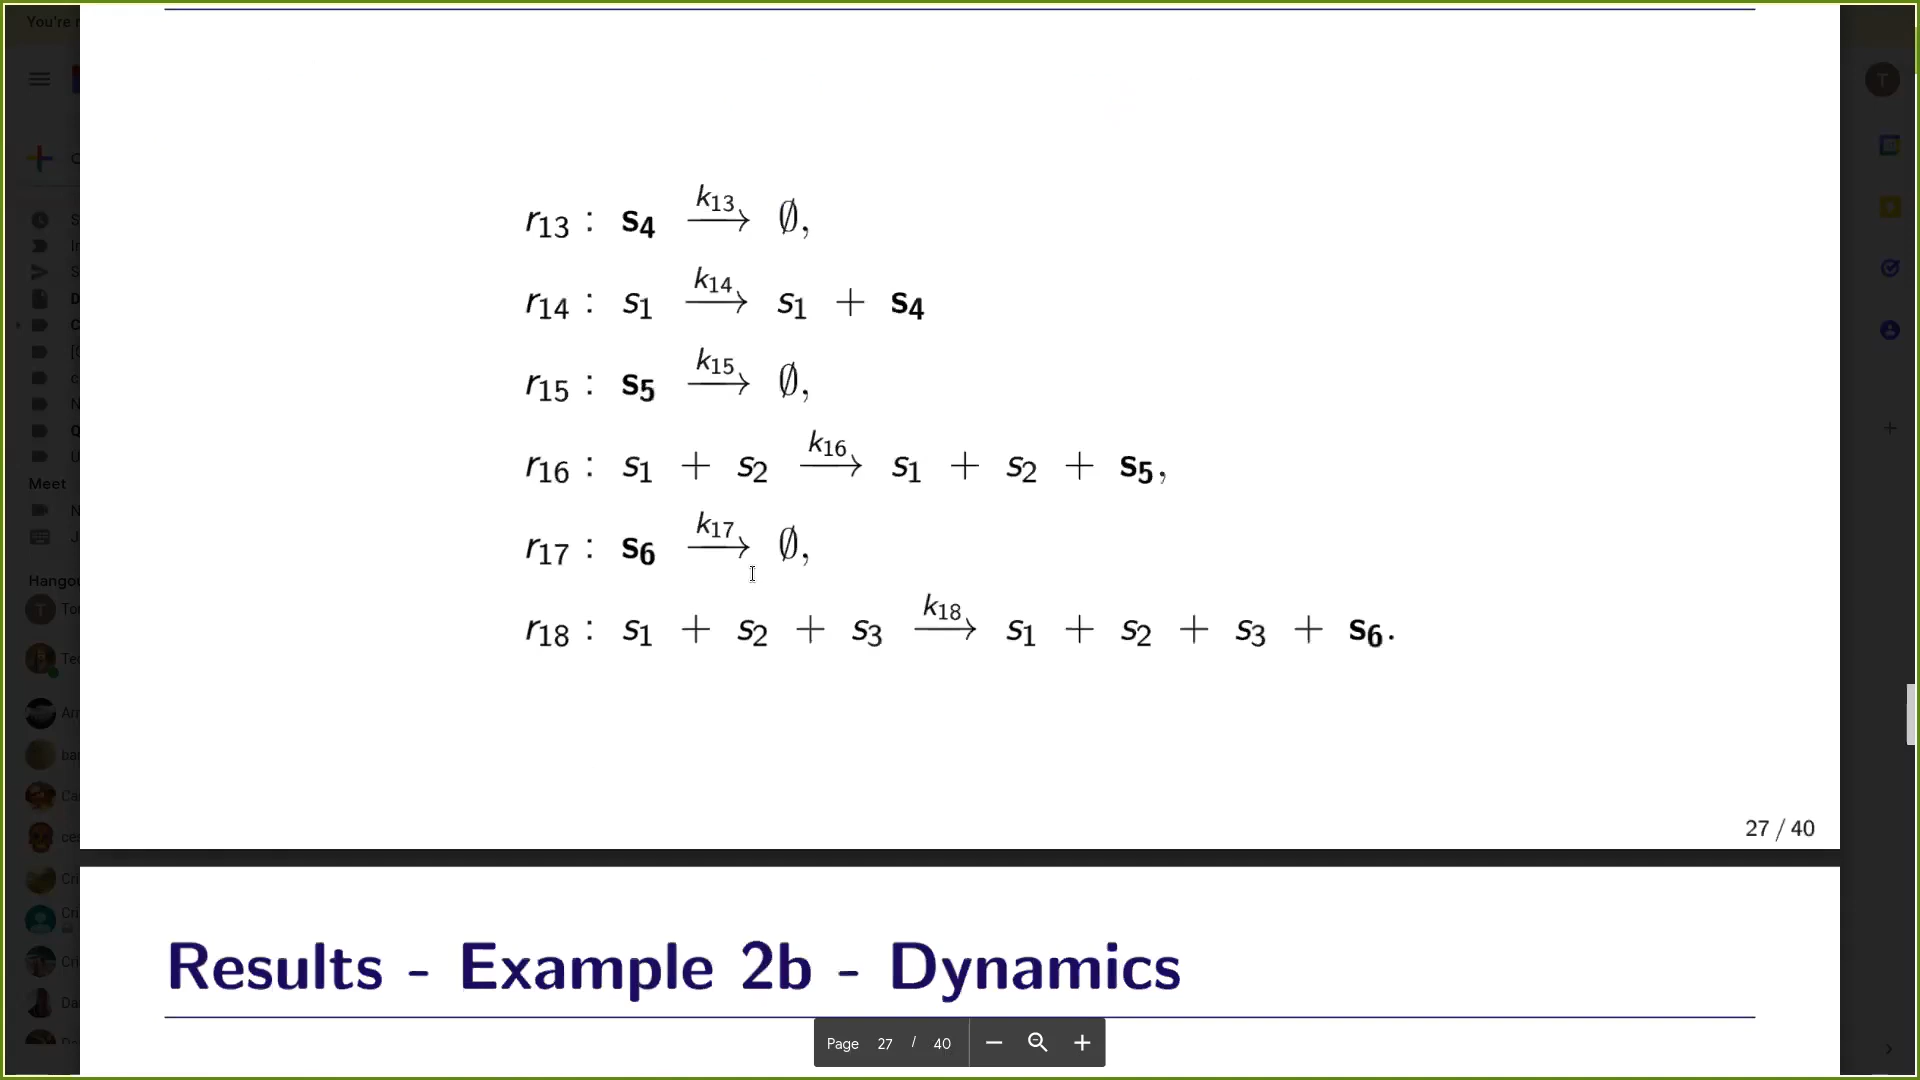 You're
r13 : s4 k13→ ∅,
r14 : s1 k14→ s1 + s4
r15 : s5 k15→ ∅,
r16 : s1 + s2 k16→ s1 + s2 + s5,
r17 : s6 k17→ ∅,
r18 : s1 + s2 + s3 k18→ s1 + s2 + s3 + s6.
27 / 40
Results - Example 2b - Dynamics
Page 27 / 40
Meet
T
T